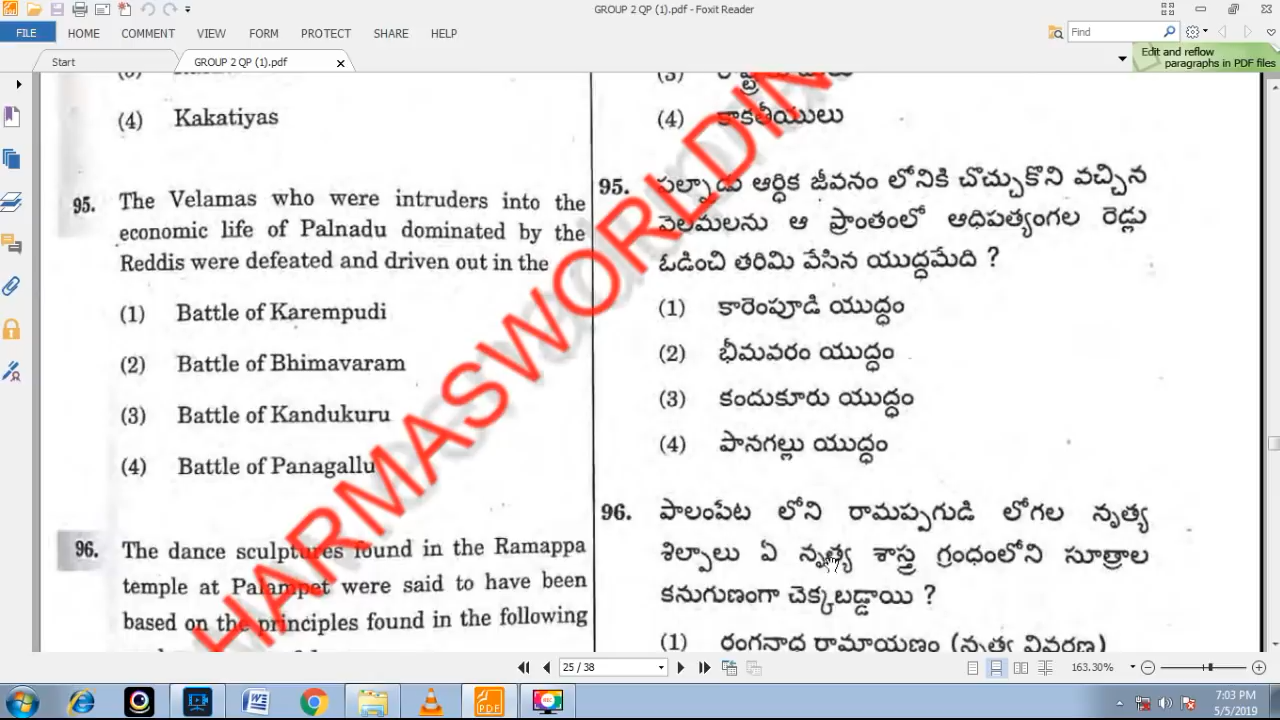 GROUP 2 QP (1).pdf - Foxit Reader
FILE HOME COMMENT VIEW FORM PROTECT SHARE HELP
Find
Start GROUP 2 QP (1).pdf
Edit and reflow
paragraphs in PDF files
(4) Kakatiyas
95. The Velamas who were intruders into the
economic life of Palnadu dominated by the
Reddis were defeated and driven out in the
(1) Battle of Karempudi
(2) Battle of Bhimavaram
(3) Battle of Kandukuru
(4) Battle of Panagallu
96. The dance sculptures found in the Ramappa
temple at Palampet were said to have been
based on the principles found in the following
(3)
(4) కాకతీయులు
95. పల్నాడు ఆర్ధిక జీవనం లోనికి చొచ్చుకొని వచ్చిన
వెలమలను ఆ ప్రాంతంలో ఆధిపత్యంగల రెడ్లు
ఓడించి తరిమి వేసిన యుద్ధమేది ?
(1) కారెంపూడి యుద్ధం
(2) భీమవరం యుద్ధం
(3) కందుకూరు యుద్ధం
(4) పానగల్లు యుద్ధం
96. పాలంపేట లోని రామప్పగుడి లోగల నృత్య
శిల్పాలు ఏ నృత్య శాస్త్ర గ్రంధంలోని సూత్రాల
కనుగుణంగా చెక్కబడ్డాయి ?
(1) రంగనాద రామాయణం (నృత్య వివరణ)
HARMASWORLDIN
25 / 38
163.30%
7:03 PM
5/5/2019